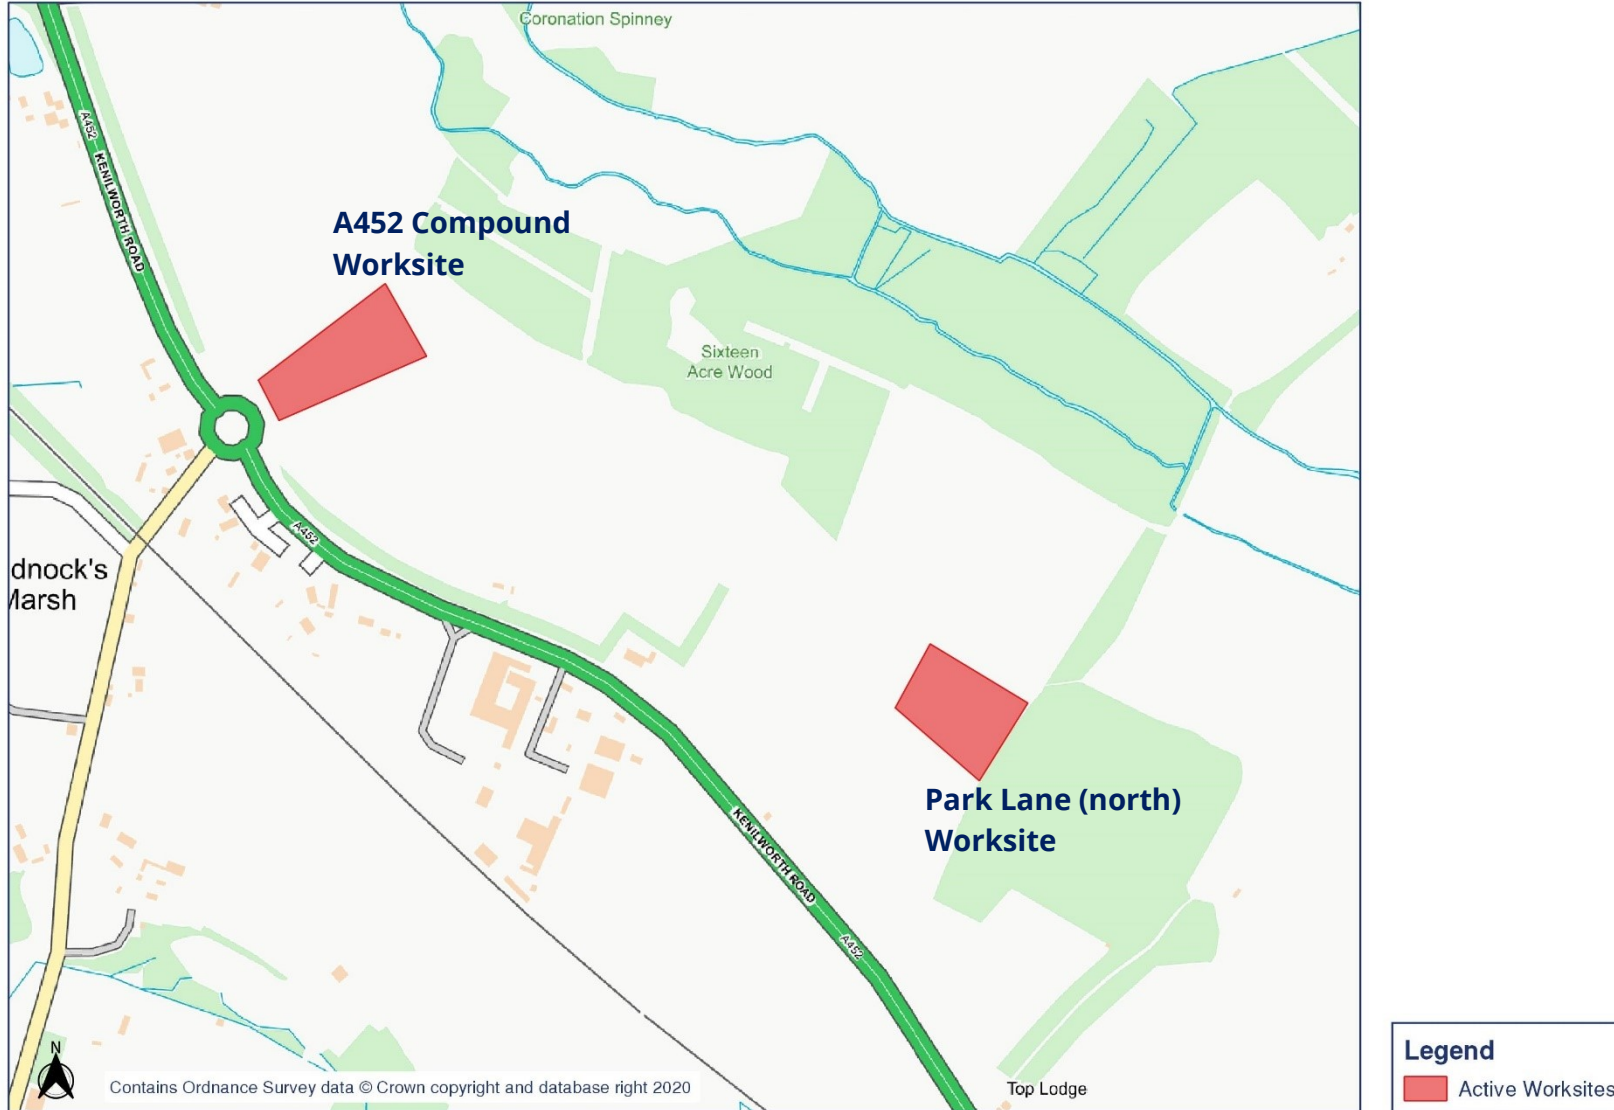 Coronation Spinney
A452
KENILWORTH ROAD
A452 Compound
Worksite
Sixteen
Acre Wood
A452
dnock's
Marsh
Park Lane (north)
Worksite
KENILWORTH ROAD
A452
N
Contains Ordnance Survey data © Crown copyright and database right 2020
Top Lodge
Legend
Active Worksites